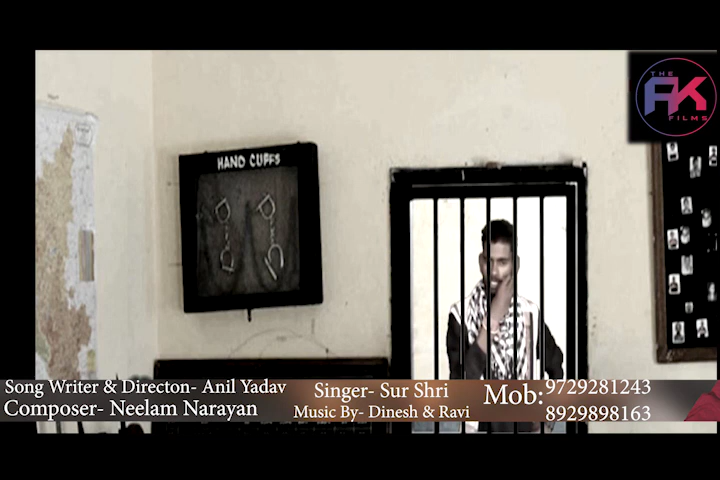 THE
AK
FILMS
HAND CUFFS
Song Writer & Directon- Anil Yadav
Composer- Neelam Narayan
Singer- Sur Shri
Music By- Dinesh & Ravi
Mob: 9729281243
8929898163